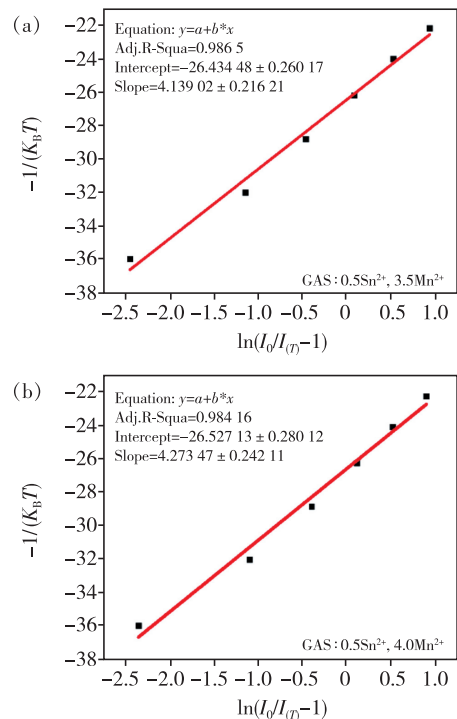 (a)
Equation: y=a+b*x
Adj.R-Squa=0.986 5
Intercept=−26.434 48 ± 0.260 17
Slope=4.139 02 ± 0.216 21
−22
−24
−26
−28
−30
−32
−34
−36
−38
−1/(K_BT)
GAS：0.5Sn²⁺, 3.5Mn²⁺
−2.5 −2.0 −1.5 −1.0 −0.5 0 0.5 1.0
ln(I₀/I₍T₎−1)
(b)
Equation: y=a+b*x
Adj.R-Squa=0.984 16
Intercept=−26.527 13 ± 0.280 12
Slope=4.273 47 ± 0.242 11
−22
−24
−26
−28
−30
−32
−34
−36
−38
−1/(K_BT)
GAS：0.5Sn²⁺, 4.0Mn²⁺
−2.5 −2.0 −1.5 −1.0 −0.5 0 0.5 1.0
ln(I₀/I₍T₎−1)